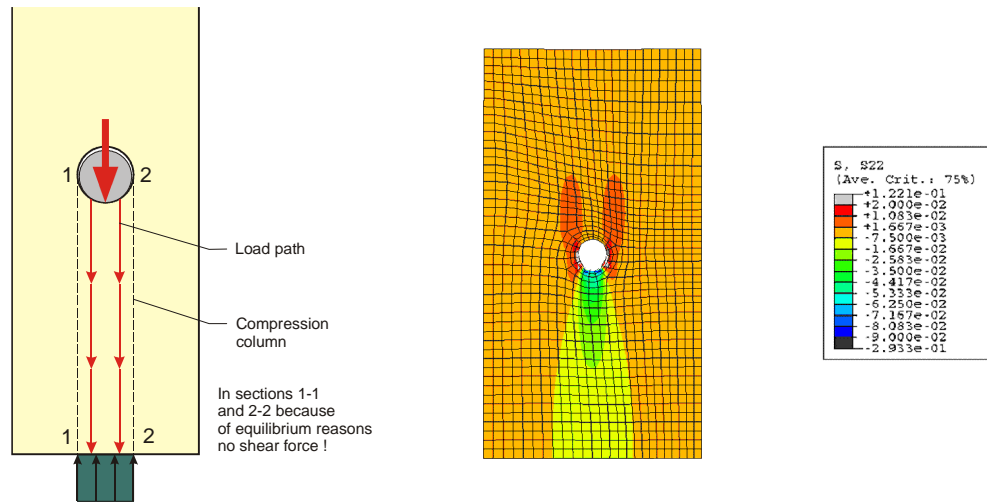 1
2
Load path
Compression
column
In sections 1-1
and 2-2 because
of equilibrium reasons
no shear force !
1
2
S, S22
(Ave. Crit.: 75%)
+1.221e-01
+2.000e-02
+1.083e-02
+1.667e-03
-7.500e-03
-1.667e-02
-2.583e-02
-3.500e-02
-4.417e-02
-5.333e-02
-6.250e-02
-7.167e-02
-8.083e-02
-9.000e-02
-2.933e-01